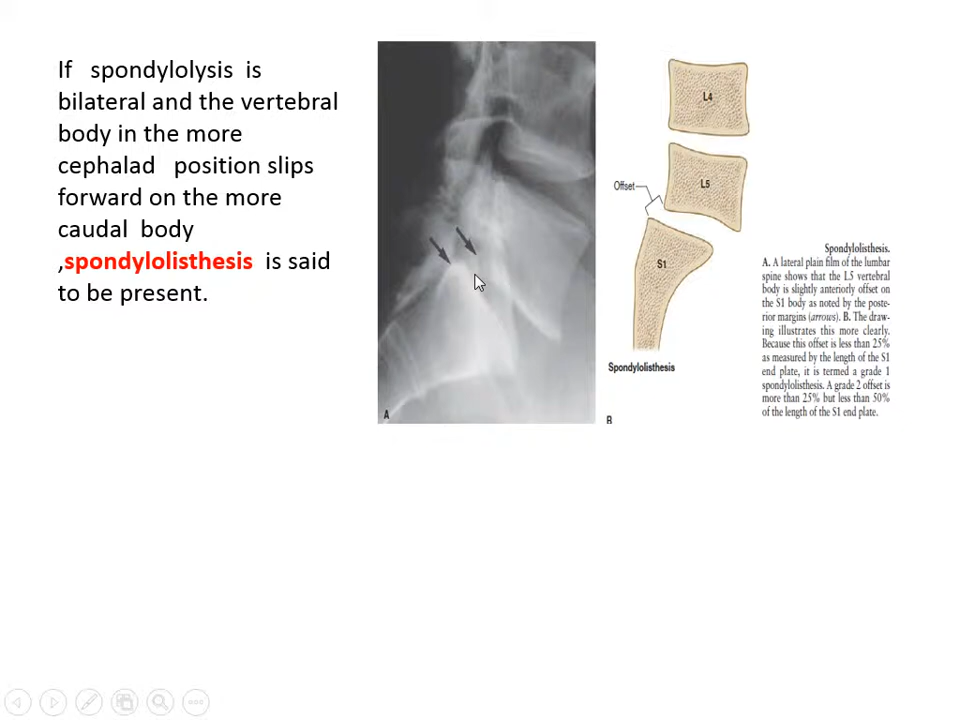 If spondylolysis is
bilateral and the vertebral
body in the more
cephalad position slips
forward on the more
caudal body
,spondylolisthesis is said
to be present.
A
L4
L5
Offset
S1
Spondylolisthesis
B
Spondylolisthesis.
A. A lateral plain film of the lumbar
spine shows that the L5 vertebral
body is slightly anteriorly offset on
the S1 body as noted by the poste-
rior margins (arrows). B. The draw-
ing illustrates this more clearly.
Because this offset is less than 25%
as measured by the length of the S1
end plate, it is termed a grade 1
spondylolisthesis. A grade 2 offset is
more than 25% but less than 50%
of the length of the S1 end plate.